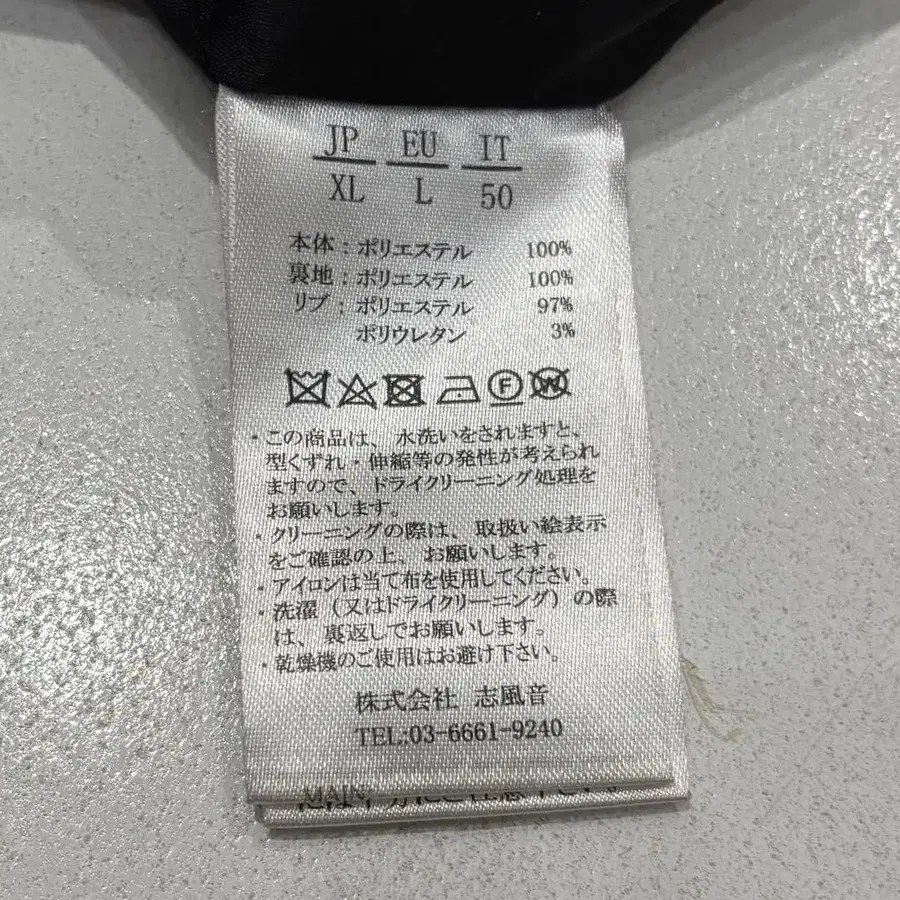 JP EU IT
XL L 50
本体：ポリエステル 100%
裏地：ポリエステル 100%
リブ：ポリエステル 97%
ポリウレタン 3%
F W
・この商品は、水洗いをされますと、
型くずれ・伸縮等の発性が考えられ
ますので、ドライクリーニング処理を
お願いします。
・クリーニングの際は、取扱い絵表示
をご確認の上、お願いします。
・アイロンは当て布を使用してください。
・洗濯（又はドライクリーニング）の際
は、裏返しでお願いします。
・乾燥機のご使用はお避け下さい。
株式会社 志風音
TEL:03-6661-9240